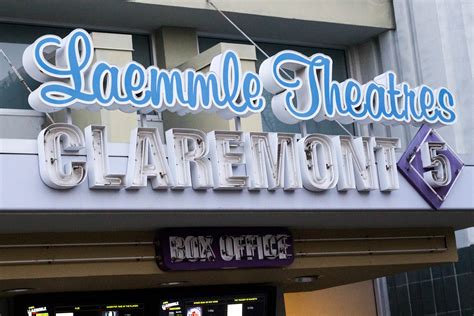 Laemmle Theatres
CLAREMONT 5
BOX OFFICE